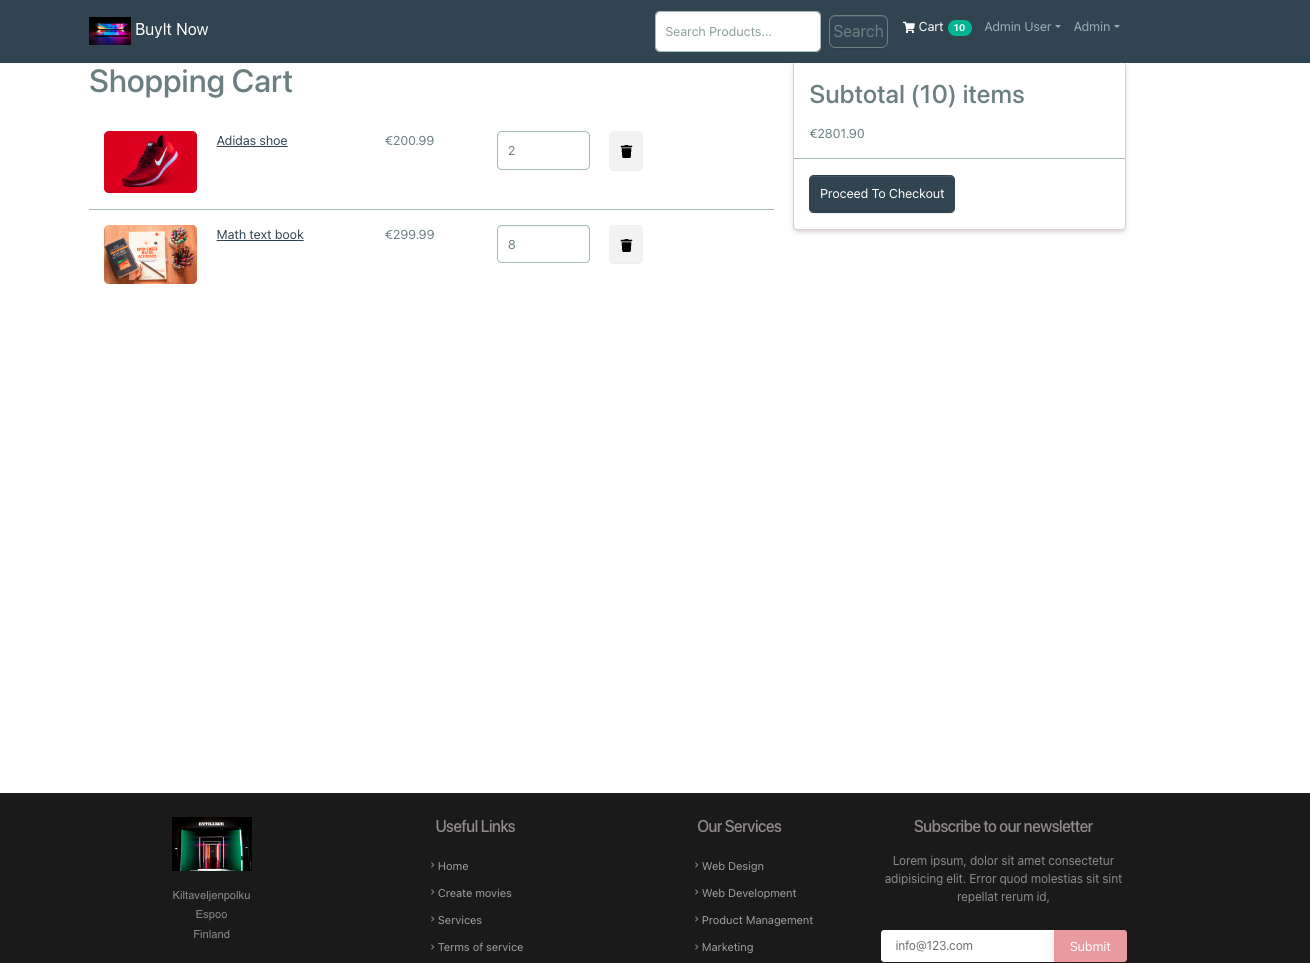 BuyIt Now
Search Products...
Search
Cart 10
Admin User
Admin
Shopping Cart
Adidas shoe
€200.99
2
Math text book
€299.99
8
Subtotal (10) items
€2801.90
Proceed To Checkout
Kiltaveljenpolku
Espoo
Finland
Useful Links
› Home
› Create movies
› Services
› Terms of service
Our Services
› Web Design
› Web Development
› Product Management
› Marketing
Subscribe to our newsletter
Lorem ipsum, dolor sit amet consectetur
adipisicing elit. Error quod molestias sit sint
repellat rerum id,
info@123.com
Submit